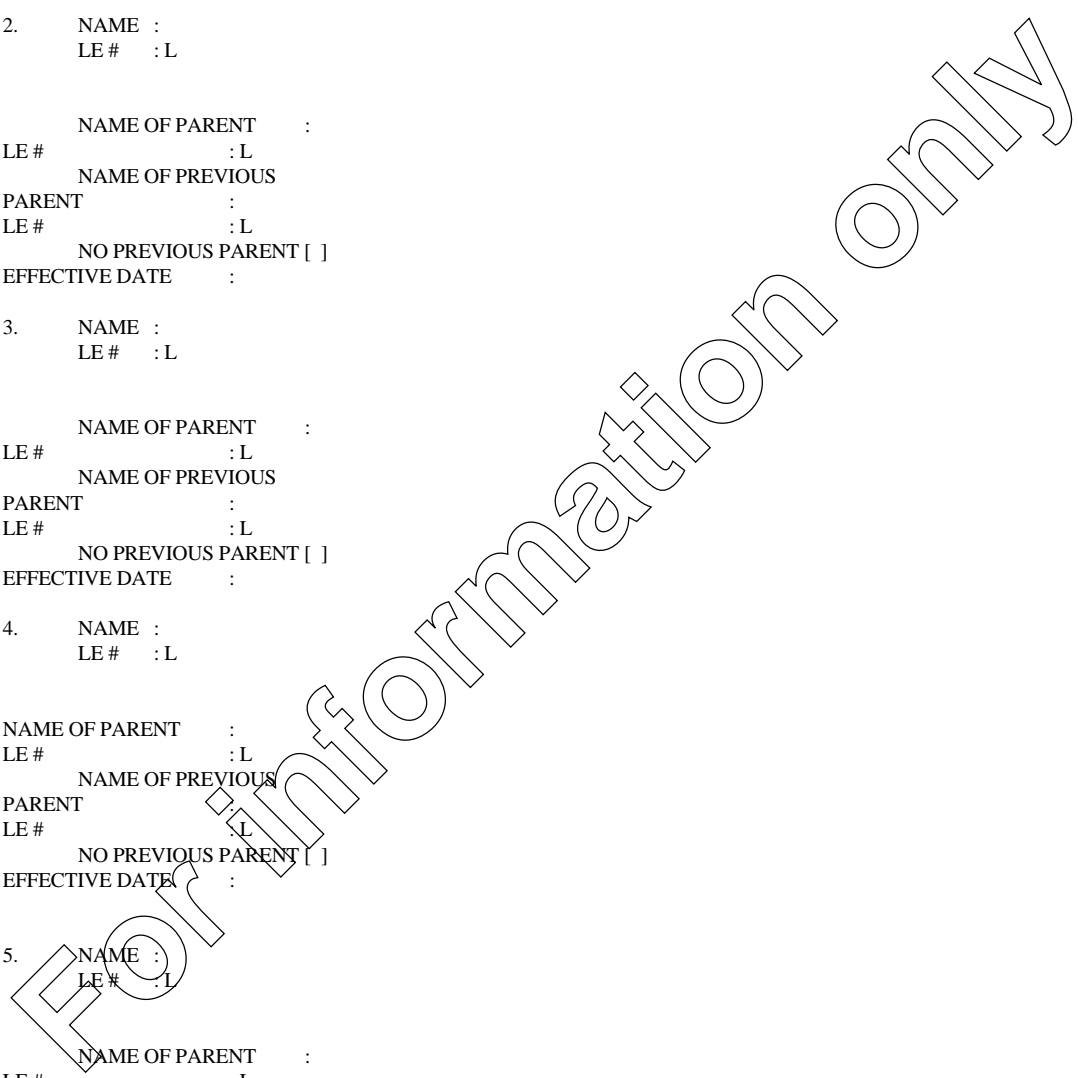 2. NAME :
LE # : L
NAME OF PARENT :
LE # : L
NAME OF PREVIOUS
PARENT :
LE # : L
NO PREVIOUS PARENT [ ]
EFFECTIVE DATE :
3. NAME :
LE # : L
NAME OF PARENT :
LE # : L
NAME OF PREVIOUS
PARENT :
LE # : L
NO PREVIOUS PARENT [ ]
EFFECTIVE DATE :
4. NAME :
LE # : L
NAME OF PARENT :
LE # : L
NAME OF PREVIOUS
PARENT :
LE # : L
NO PREVIOUS PARENT [ ]
EFFECTIVE DATE :
5. NAME :
LE # : L
NAME OF PARENT :
LE # : L
For information only